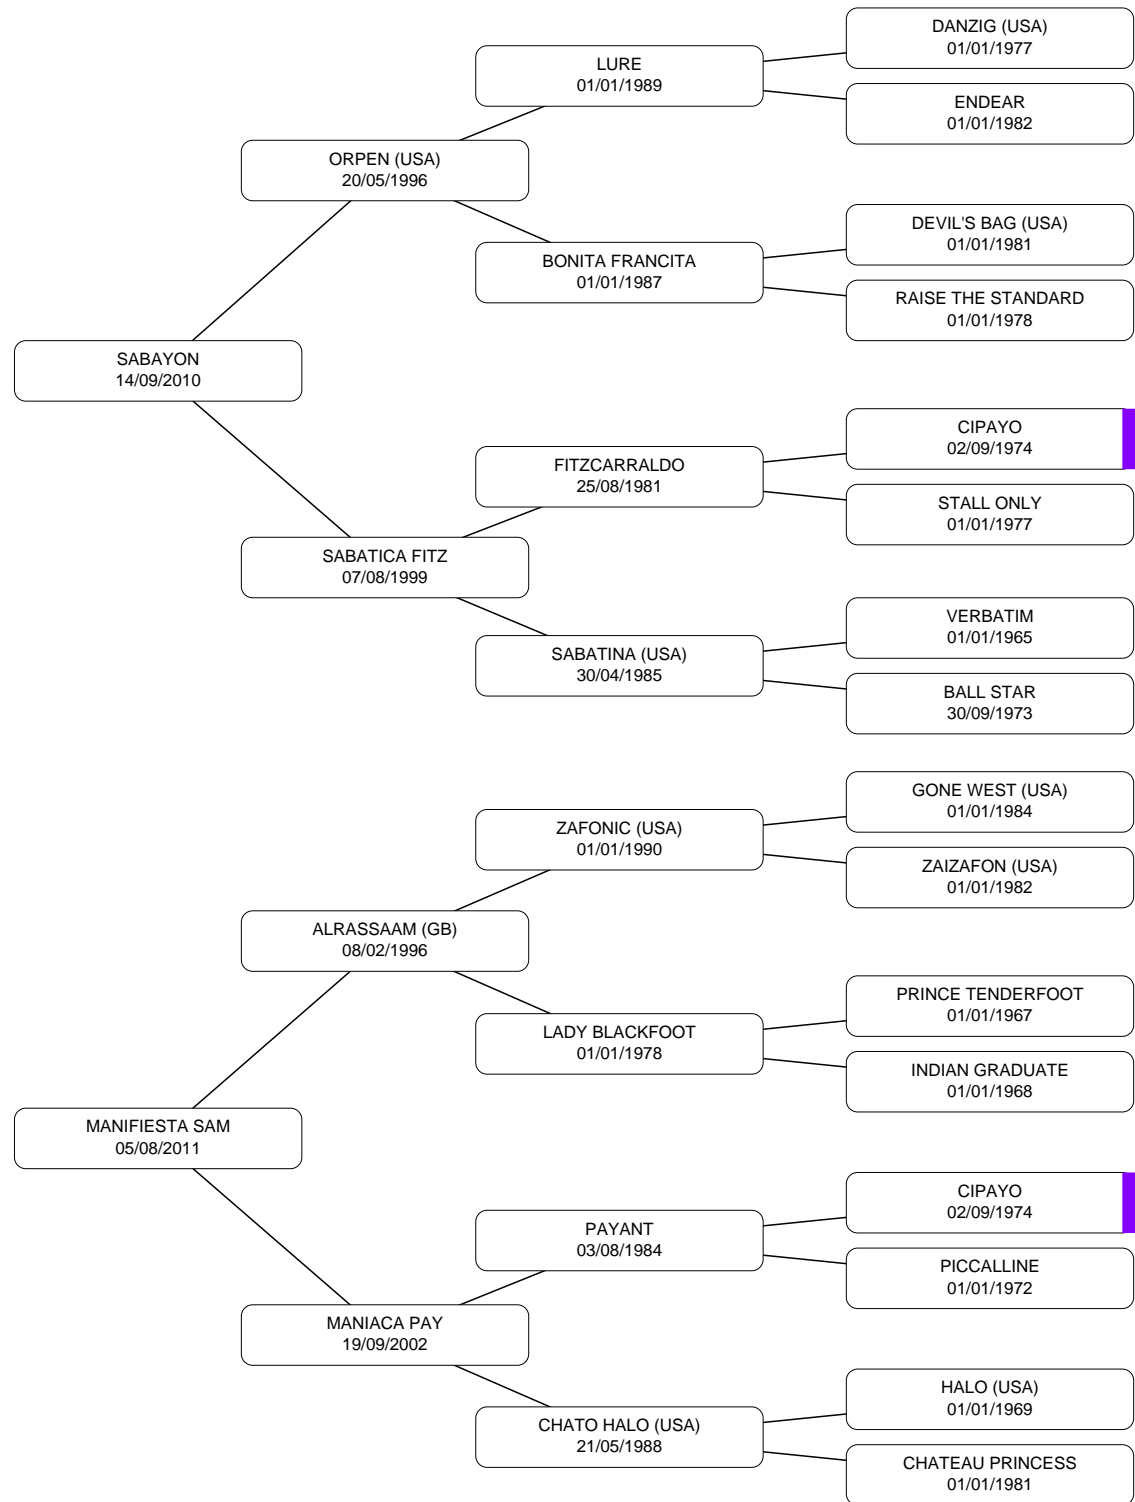 DANZIG (USA)
01/01/1977
LURE
01/01/1989
ENDEAR
01/01/1982
ORPEN (USA)
20/05/1996
DEVIL'S BAG (USA)
01/01/1981
BONITA FRANCITA
01/01/1987
RAISE THE STANDARD
01/01/1978
SABAYON
14/09/2010
CIPAYO
02/09/1974
FITZCARRALDO
25/08/1981
STALL ONLY
01/01/1977
SABATICA FITZ
07/08/1999
VERBATIM
01/01/1965
SABATINA (USA)
30/04/1985
BALL STAR
30/09/1973
GONE WEST (USA)
01/01/1984
ZAFONIC (USA)
01/01/1990
ZAIZAFON (USA)
01/01/1982
ALRASSAAM (GB)
08/02/1996
PRINCE TENDERFOOT
01/01/1967
LADY BLACKFOOT
01/01/1978
INDIAN GRADUATE
01/01/1968
MANIFIESTA SAM
05/08/2011
CIPAYO
02/09/1974
PAYANT
03/08/1984
PICCALLINE
01/01/1972
MANIACA PAY
19/09/2002
HALO (USA)
01/01/1969
CHATO HALO (USA)
21/05/1988
CHATEAU PRINCESS
01/01/1981